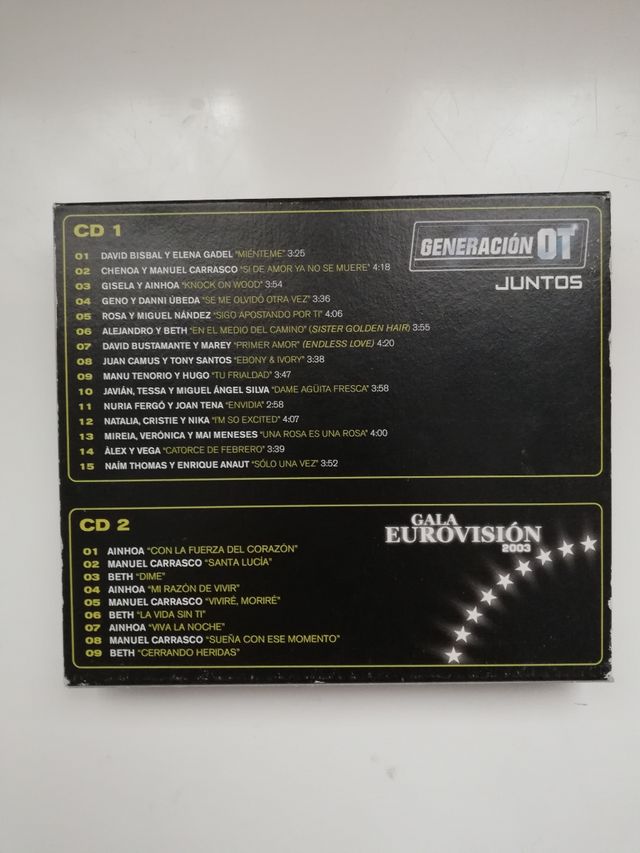 CD 1
GENERACIÓN OT
JUNTOS
01 DAVID BISBAL Y ELENA GADEL "MIÉNTEME" 3:25
02 CHENOA Y MANUEL CARRASCO "SI DE AMOR YA NO SE MUERE" 4:18
03 GISELA Y AINHOA "KNOCK ON WOOD" 3:54
04 GENO Y DANNI ÚBEDA "SE ME OLVIDÓ OTRA VEZ" 3:36
05 ROSA Y MIGUEL NÁNDEZ "SIGO APOSTANDO POR TI" 4:06
06 ALEJANDRO Y BETH "EN EL MEDIO DEL CAMINO" (SISTER GOLDEN HAIR) 3:55
07 DAVID BUSTAMANTE Y MAREY "PRIMER AMOR" (ENDLESS LOVE) 4:20
08 JUAN CAMUS Y TONY SANTOS "EBONY & IVORY" 3:38
09 MANU TENORIO Y HUGO "TU FRIALDAD" 3:47
10 JAVIÁN, TESSA Y MIGUEL ÁNGEL SILVA "DAME AGÜITA FRESCA" 3:58
11 NURIA FERGÓ Y JOAN TENA "ENVIDIA" 2:58
12 NATALIA, CRISTIE Y NIKA "I'M SO EXCITED" 4:07
13 MIREIA, VERÓNICA Y MAI MENESES "UNA ROSA ES UNA ROSA" 4:00
14 ÀLEX Y VEGA "CATORCE DE FEBRERO" 3:39
15 NAÍM THOMAS Y ENRIQUE ANAUT "SÓLO UNA VEZ" 3:52
CD 2
GALA
EUROVISIÓN
2003
01 AINHOA "CON LA FUERZA DEL CORAZÓN"
02 MANUEL CARRASCO "SANTA LUCÍA"
03 BETH "DIME"
04 AINHOA "MI RAZÓN DE VIVIR"
05 MANUEL CARRASCO "VIVIRÉ, MORIRÉ"
06 BETH "LA VIDA SIN TI"
07 AINHOA "VIVA LA NOCHE"
08 MANUEL CARRASCO "SUEÑA CON ESE MOMENTO"
09 BETH "CERRANDO HERIDAS"